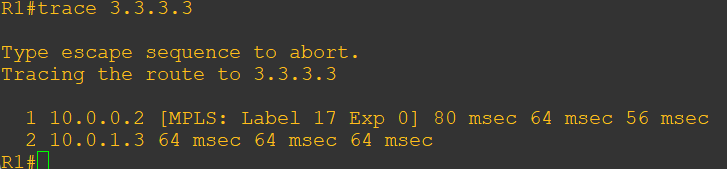 R1#trace 3.3.3.3
Type escape sequence to abort.
Tracing the route to 3.3.3.3
1 10.0.0.2 [MPLS: Label 17 Exp 0] 80 msec 64 msec 56 msec
2 10.0.1.3 64 msec 64 msec 64 msec
R1#